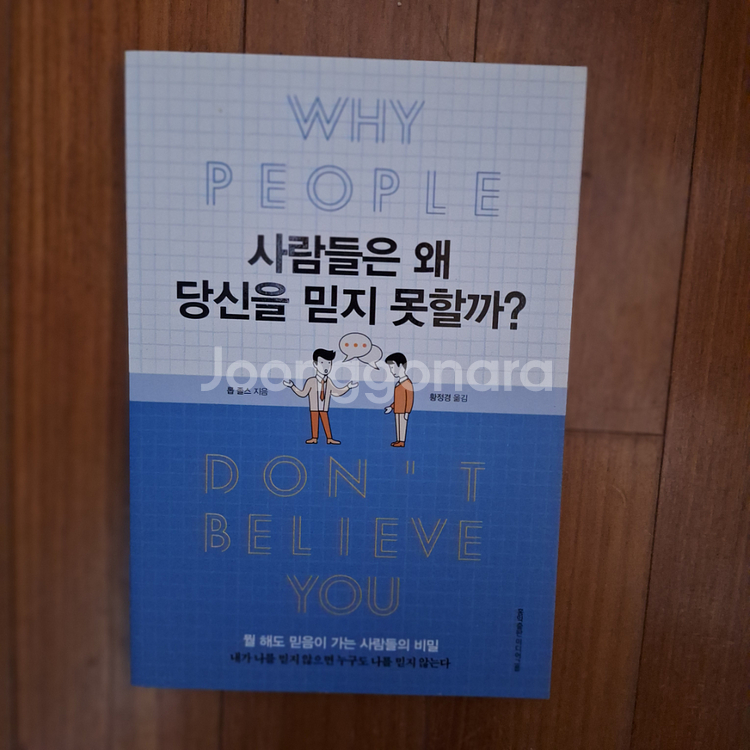 WHY
PEOPLE
사람들은 왜
당신을 믿지 못할까?
Joonggonara
롭 졸스 지음
황정경 옮김
DON'T
BELIEVE
YOU
뭘 해도 믿음이 가는 사람들의 비밀
내가 나를 믿지 않으면 누구도 나를 믿지 않는다